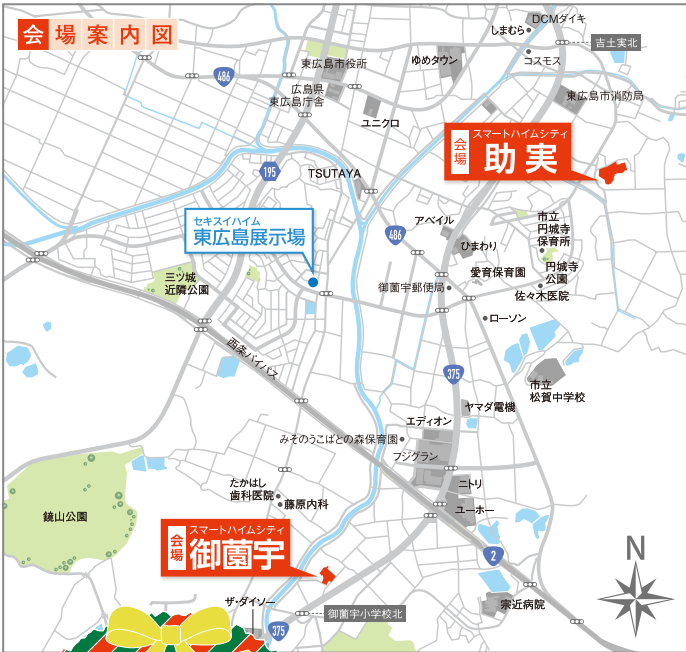 会場案内図
DCMダイキ
しまむら
吉土実北
コスモス
ゆめタウン
東広島市役所
486
広島県
東広島庁舎
ユニクロ
東広島市消防局
会場
スマートハイムシティ
助実
195
TSUTAYA
セキスイハイム
東広島展示場
アベイル
486
ひまわり
市立
円城寺
保育所
愛育保育園
円城寺
公園
三ツ城
近隣公園
御薗宇郵便局
佐々木医院
ローソン
西条バイパス
375
市立
松賀中学校
ヤマダ電機
エディオン
みそのうこばとの森保育園
フジグラン
たかはし
歯科医院
藤原内科
ニトリ
ユーホー
鏡山公園
会場
スマートハイムシティ
御薗宇
2
N
ザ・ダイソー
375
御薗宇小学校北
宗近病院